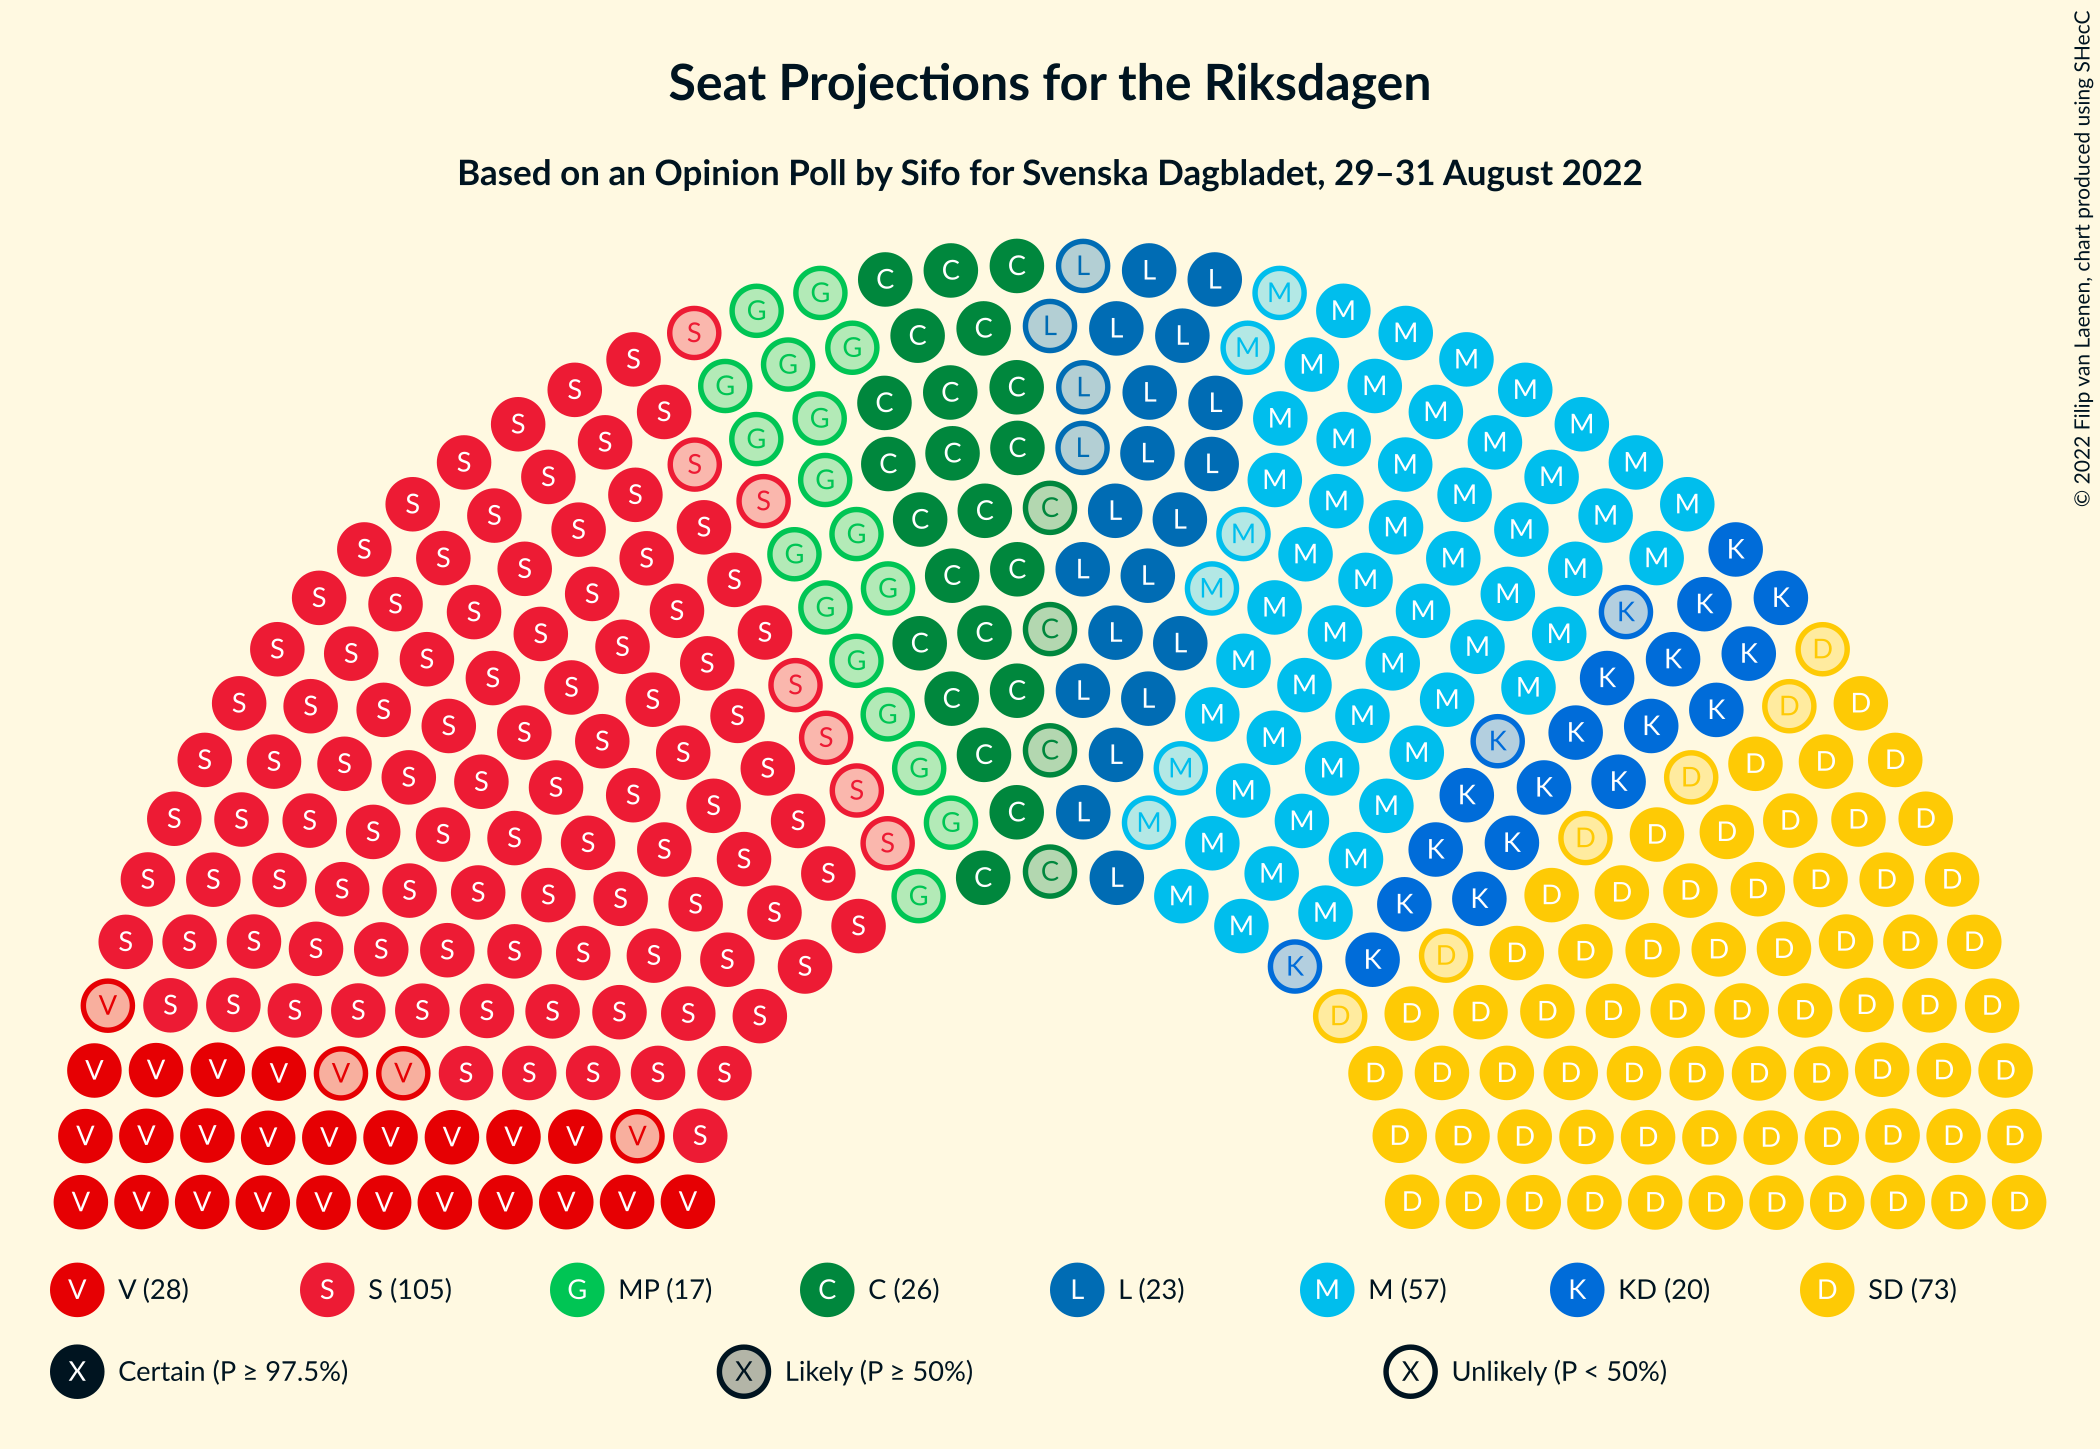 Seat Projections for the Riksdagen
Based on an Opinion Poll by Sifo for Svenska Dagbladet, 29–31 August 2022
© 2022 Filip van Laenen, chart produced using SHecC
V V (28) S S (105) G MP (17) C C (26) L L (23) M M (57) K KD (20) D SD (73)
X Certain (P ≥ 97.5%) X Likely (P ≥ 50%) X Unlikely (P < 50%)